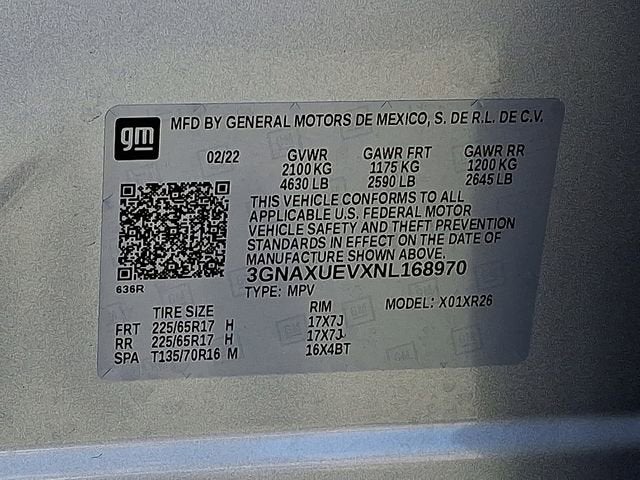 gm
MFD BY GENERAL MOTORS DE MEXICO, S. DE R.L. DE C.V.
02/22 GVWR GAWR FRT GAWR RR
2100 KG 1175 KG 1200 KG
4630 LB 2590 LB 2645 LB
THIS VEHICLE CONFORMS TO ALL
APPLICABLE U.S. FEDERAL MOTOR
VEHICLE SAFETY AND THEFT PREVENTION
STANDARDS IN EFFECT ON THE DATE OF
MANUFACTURE SHOWN ABOVE.
636R
3GNAXUEVXNL168970
TYPE: MPV MODEL: X01XR26
TIRE SIZE RIM
FRT 225/65R17 H 17X7J
RR 225/65R17 H 17X7J
SPA T135/70R16 M 16X4BT